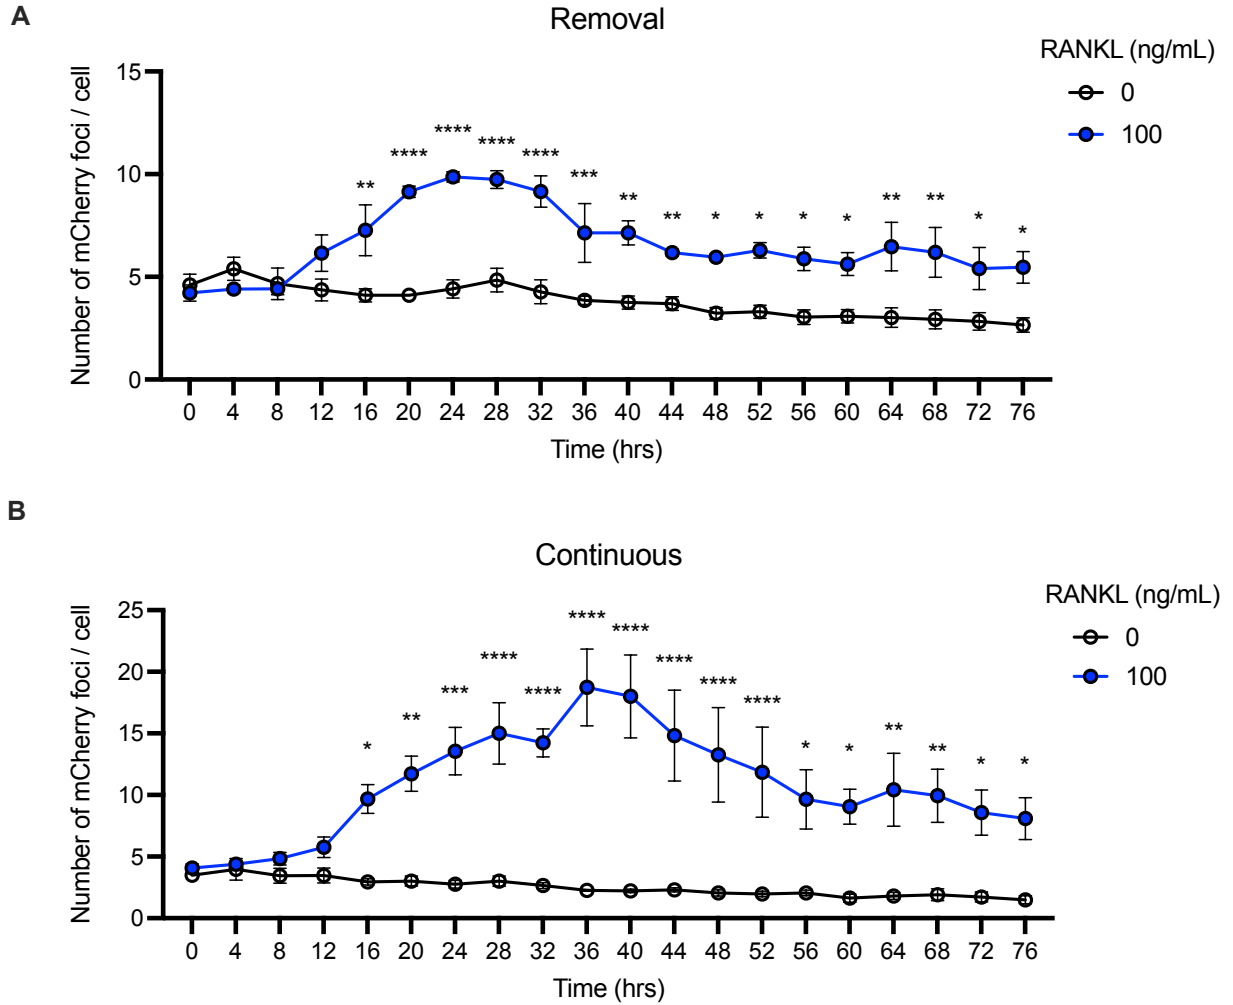 A
Removal
RANKL (ng/mL)
0
100
Number of mCherry foci / cell
15
10
5
0
** **** **** **** **** *** ** ** * * * * ** ** * *
0 4 8 12 16 20 24 28 32 36 40 44 48 52 56 60 64 68 72 76
Time (hrs)
B
Continuous
RANKL (ng/mL)
0
100
Number of mCherry foci / cell
25
20
15
10
5
0
* ** *** **** **** **** **** **** **** **** * * ** ** * *
0 4 8 12 16 20 24 28 32 36 40 44 48 52 56 60 64 68 72 76
Time (hrs)